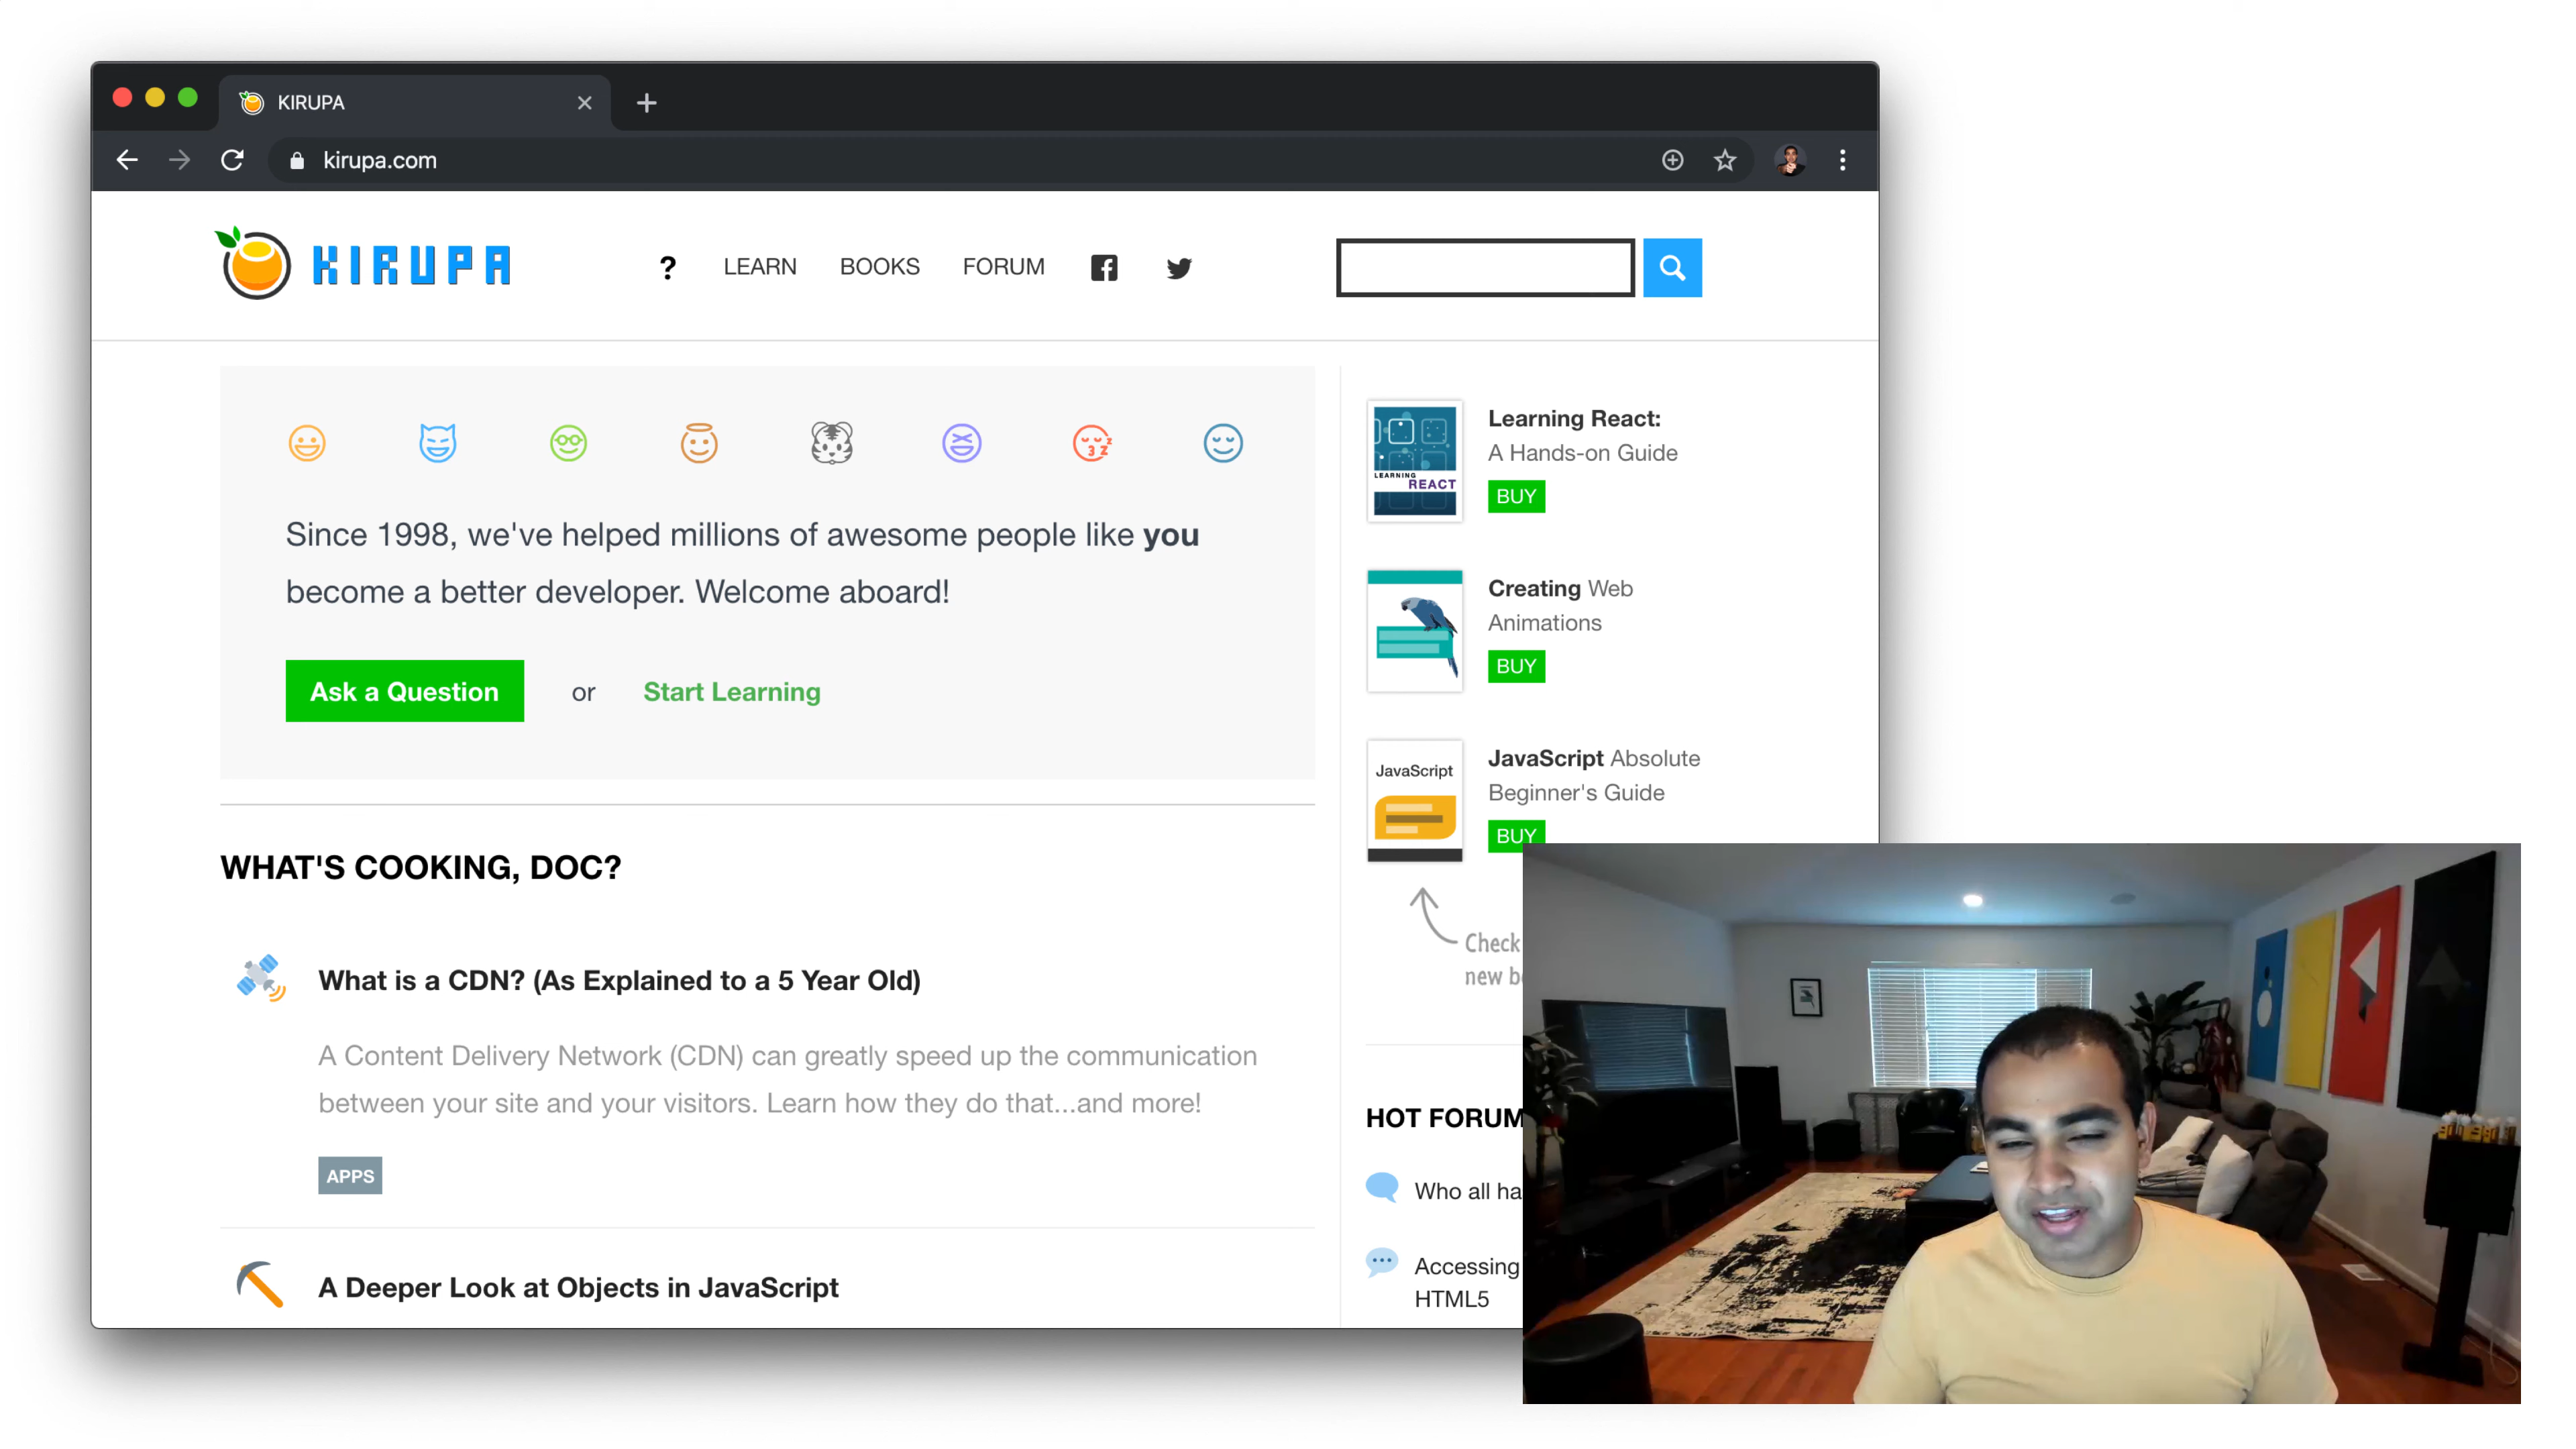 KIRUPA
kirupa.com
KIRUPA
? LEARN BOOKS FORUM
Since 1998, we've helped millions of awesome people like you
become a better developer. Welcome aboard!
Ask a Question or Start Learning
WHAT'S COOKING, DOC?
What is a CDN? (As Explained to a 5 Year Old)
A Content Delivery Network (CDN) can greatly speed up the communication
between your site and your visitors. Learn how they do that...and more!
APPS
A Deeper Look at Objects in JavaScript
LEARNING
REACT
Learning React:
A Hands-on Guide
BUY
Creating Web
Animations
BUY
JavaScript
JavaScript Absolute
Beginner's Guide
BUY
Check
new
HOT FORUM
Who all
Accessing
HTML5